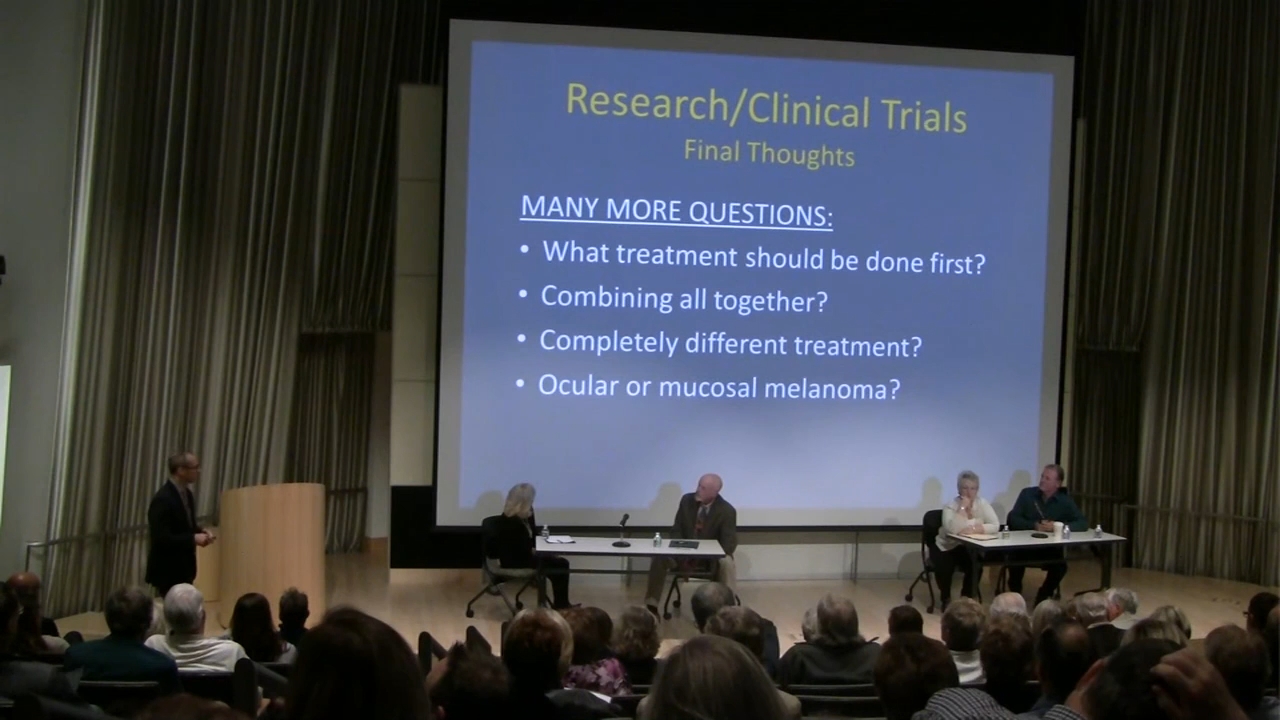 Research/Clinical Trials
Final Thoughts
MANY MORE QUESTIONS:
• What treatment should be done first?
• Combining all together?
• Completely different treatment?
• Ocular or mucosal melanoma?